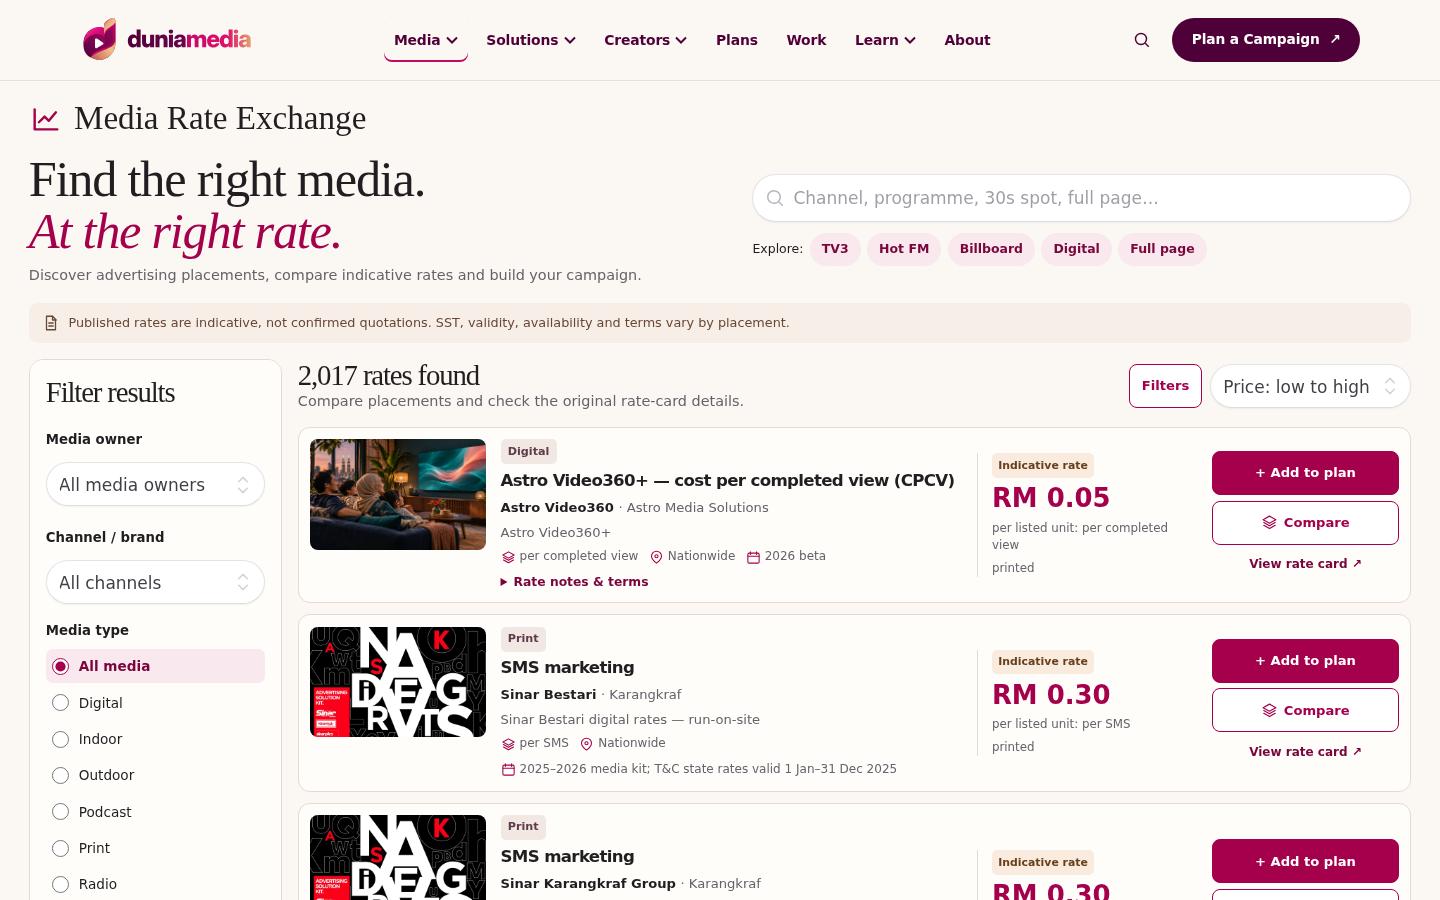 duniamedia
Media
Solutions
Creators
Plans
Work
Learn
About
Plan a Campaign ↗
Media Rate Exchange
Find the right media.
At the right rate.
Discover advertising placements, compare indicative rates and build your campaign.
Channel, programme, 30s spot, full page…
Explore: TV3 Hot FM Billboard Digital Full page
Published rates are indicative, not confirmed quotations. SST, validity, availability and terms vary by placement.
Filter results
Media owner
All media owners
Channel / brand
All channels
Media type
All media
Digital
Indoor
Outdoor
Podcast
Print
Radio
2,017 rates found
Compare placements and check the original rate-card details.
Filters
Price: low to high
Digital
Astro Video360+ — cost per completed view (CPCV)
Astro Video360 · Astro Media Solutions
Astro Video360+
per completed view Nationwide 2026 beta
Rate notes & terms
Indicative rate
RM 0.05
per listed unit: per completed
view
printed
+ Add to plan
Compare
View rate card ↗
ADVERTISING
SOLUTION
KIT.
Sinar
Print
SMS marketing
Sinar Bestari · Karangkraf
Sinar Bestari digital rates — run-on-site
per SMS Nationwide
2025–2026 media kit; T&C state rates valid 1 Jan–31 Dec 2025
Indicative rate
RM 0.30
per listed unit: per SMS
printed
+ Add to plan
Compare
View rate card ↗
ADVERTISING
SOLUTION
KIT.
Print
SMS marketing
Sinar Karangkraf Group · Karangkraf
Indicative rate
RM 0.30
+ Add to plan